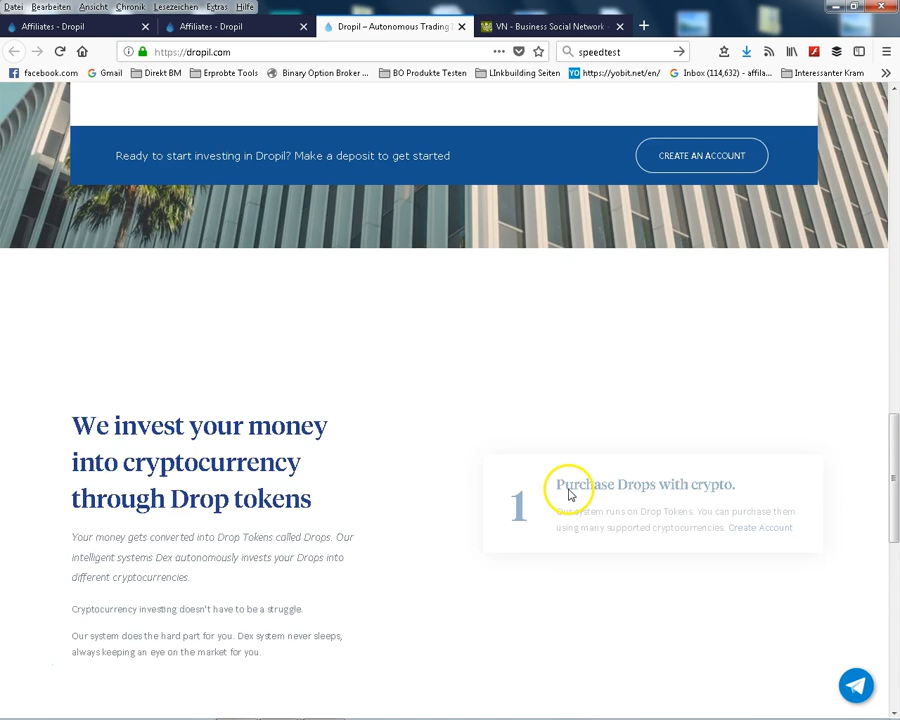 Datei Bearbeiten Ansicht Chronik Lesezeichen Extras Hilfe
Affiliates - Dropil
Affiliates - Dropil
Dropil – Autonomous Trading
VN - Business Social Network -
https://dropil.com
speedtest
facebook.com
Gmail
Direkt BM
Erprobte Tools
Binary Option Broker ...
BO Produkte Testen
LInkbuilding Seiten
YO https://yobit.net/en/
Inbox (114,632) - affila...
Interessanter Kram
Ready to start investing in Dropil? Make a deposit to get started
CREATE AN ACCOUNT
We invest your money
into cryptocurrency
through Drop tokens
Your money gets converted into Drop Tokens called Drops. Our
intelligent systems Dex autonomously invests your Drops into
different cryptocurrencies.
Cryptocurrency investing doesn't have to be a struggle.
Our system does the hard part for you. Dex system never sleeps,
always keeping an eye on the market for you.
1
Purchase Drops with crypto.
Our system runs on Drop Tokens. You can purchase them
using many supported cryptocurrencies. Create Account